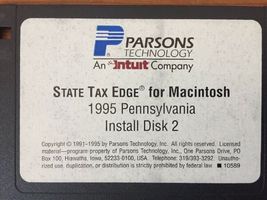 PARSONS
TECHNOLOGY
An Intuit Company
STATE TAX EDGE® for Macintosh
1995 Pennsylvania
Install Disk 2
Copyright © 1991-1995 by Parsons Technology, Inc. All rights reserved. Licensed
material—program property of Parsons Technology, Inc., One Parsons Drive, PO
Box 100, Hiawatha, Iowa, 52233-0100, USA. Telephone: 319/393-3292. Unautho-
rized use, duplication, or distribution is strictly prohibited by federal law. ■ 10589